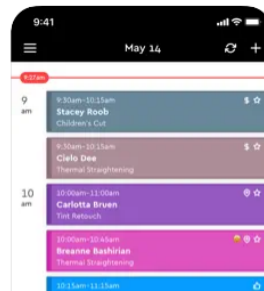 9:41
May 14
9:37am
9 am
9:30am-10:15am $
Stacey Roob
Children's Cut
9:30am-10:15am $
Cielo Dee
Thermal Straightening
10 am
10:00am-11:00am
Carlotta Bruen
Tint Retouch
10:00am-10:45am
Breanne Bashirian
Thermal Straightening
10:15am-11:15am